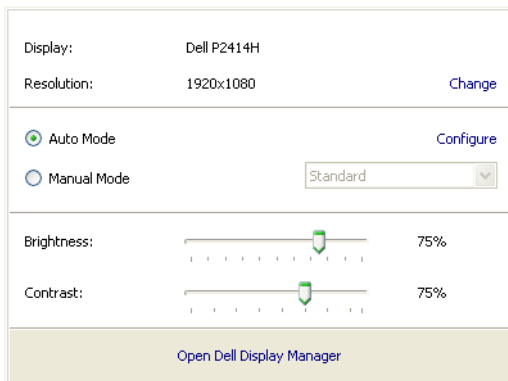 Display: Dell P2414H
Resolution: 1920x1080 Change
Auto Mode Configure
Manual Mode Standard
Brightness: 75%
Contrast: 75%
Open Dell Display Manager